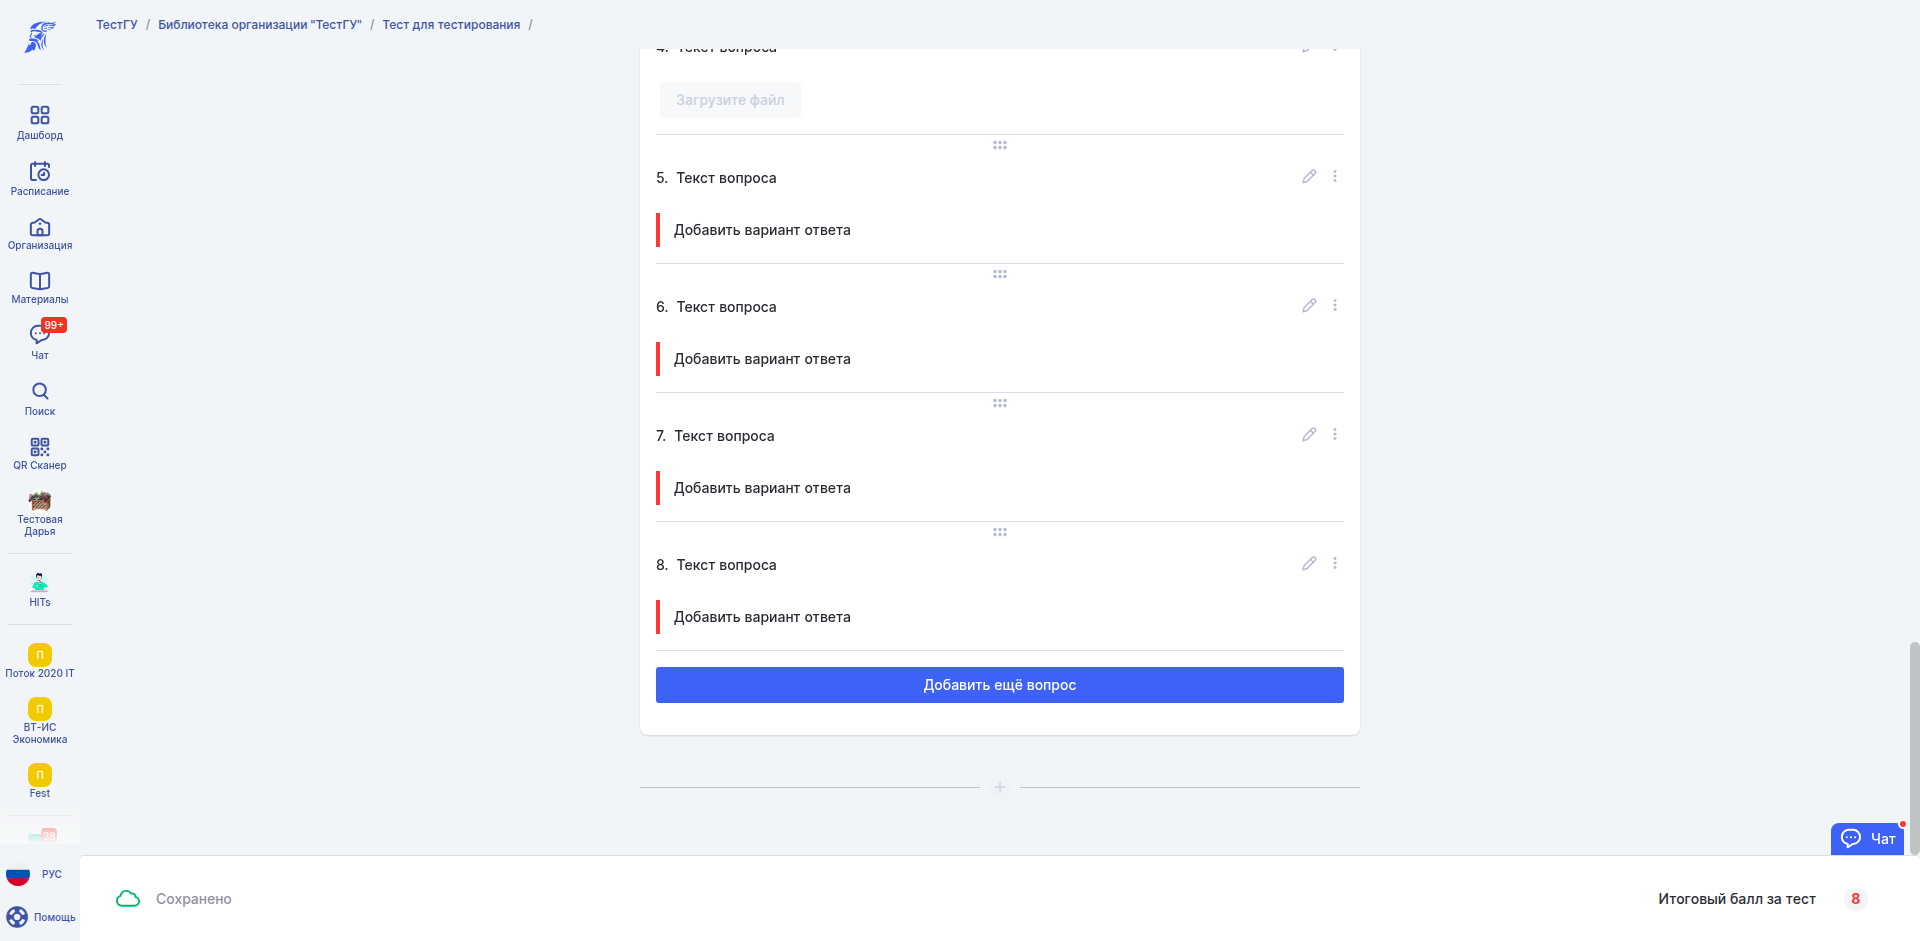 ТестГУ / Библиотека организации "ТестГУ" / Тест для тестирования /
Дашборд
Расписание
Организация
Материалы
99+
Чат
Поиск
QR Сканер
Тестовая
Дарья
HITs
П
Поток 2020 IT
П
ВТ-ИС
Экономика
П
Fest
28
РУС
Помощь
4. Текст вопроса
Загрузите файл
5. Текст вопроса
Добавить вариант ответа
6. Текст вопроса
Добавить вариант ответа
7. Текст вопроса
Добавить вариант ответа
8. Текст вопроса
Добавить вариант ответа
Добавить ещё вопрос
Чат
Сохранено
Итоговый балл за тест 8